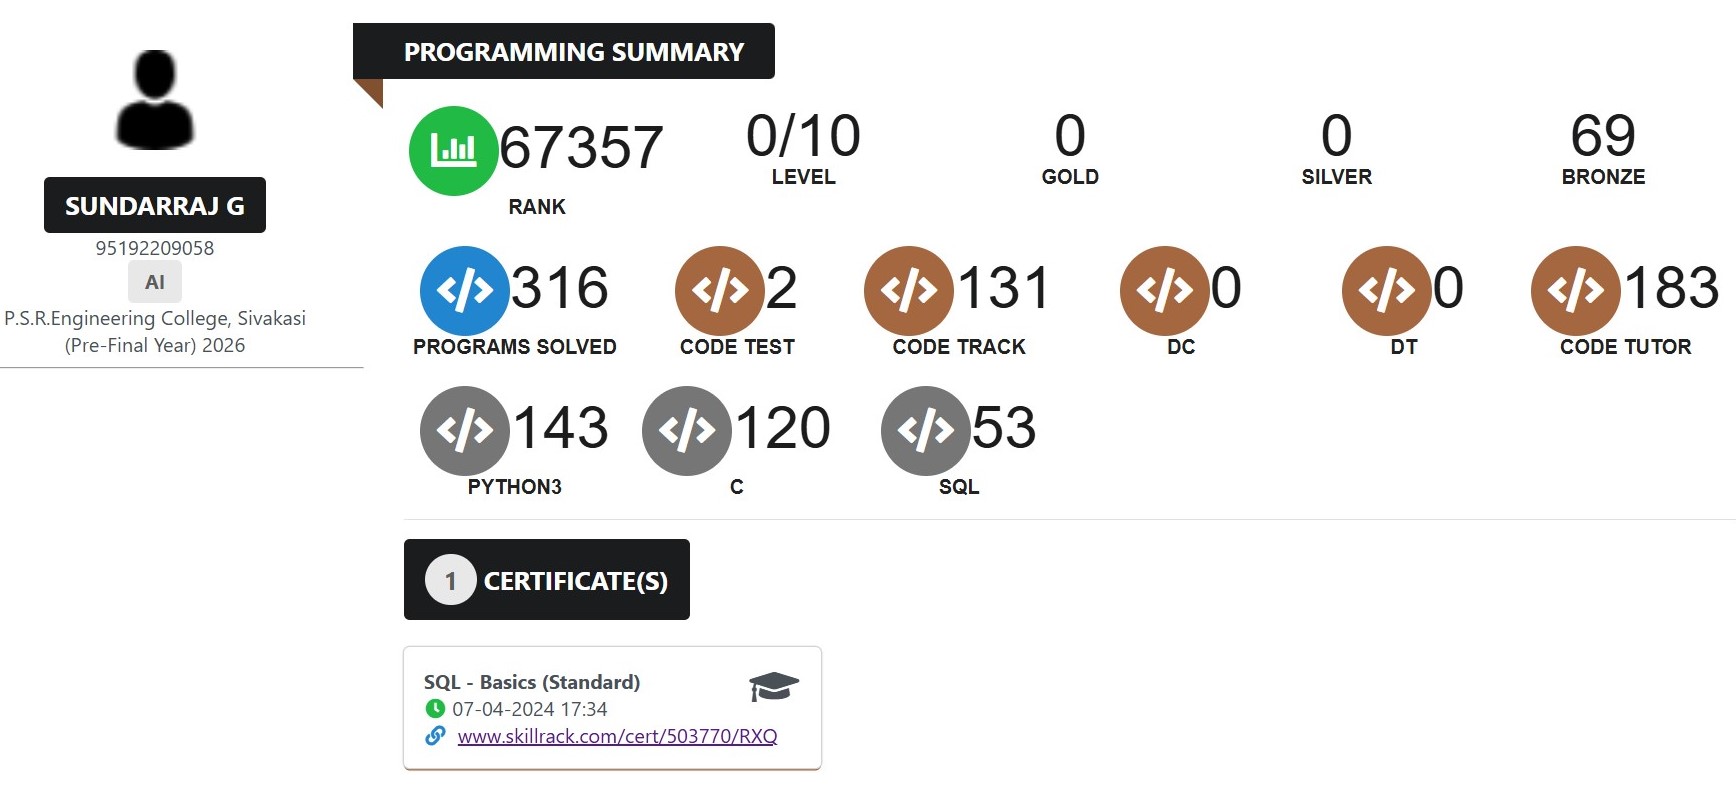 SUNDARRAJ G
95192209058
AI
P.S.R.Engineering College, Sivakasi
(Pre-Final Year) 2026
PROGRAMMING SUMMARY
67357
RANK
0/10
LEVEL
0
GOLD
0
SILVER
69
BRONZE
316
PROGRAMS SOLVED
2
CODE TEST
131
CODE TRACK
0
DC
0
DT
183
CODE TUTOR
143
PYTHON3
120
C
53
SQL
1 CERTIFICATE(S)
SQL - Basics (Standard)
07-04-2024 17:34
www.skillrack.com/cert/503770/RXQ